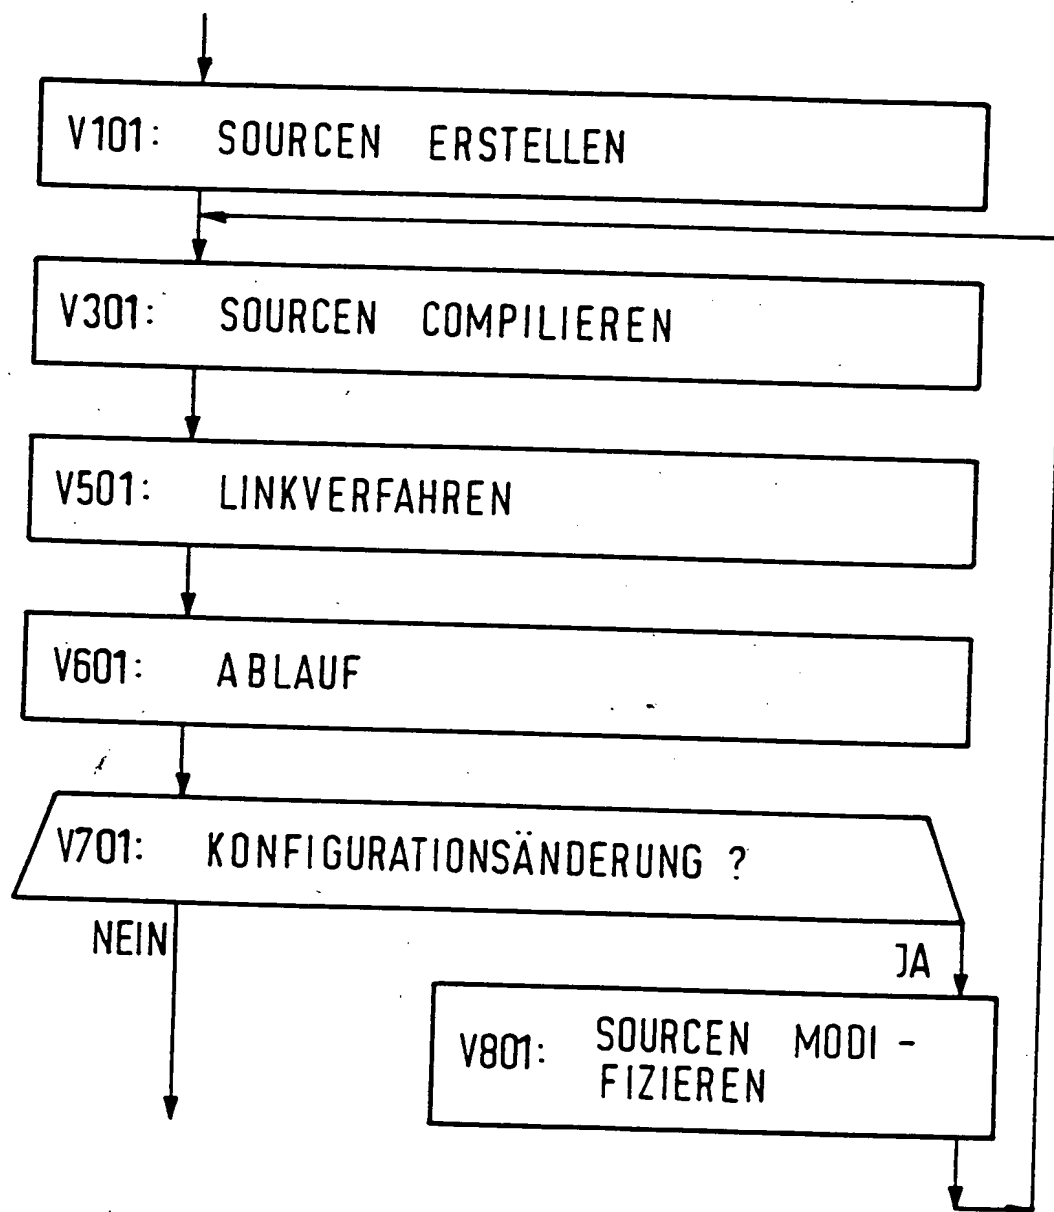 V101: SOURCEN ERSTELLEN
V301: SOURCEN COMPILIEREN
V501: LINKVERFAHREN
V601: ABLAUF
V701: KONFIGURATIONSÄNDERUNG ?
NEIN
JA
V801: SOURCEN MODI-
FIZIEREN